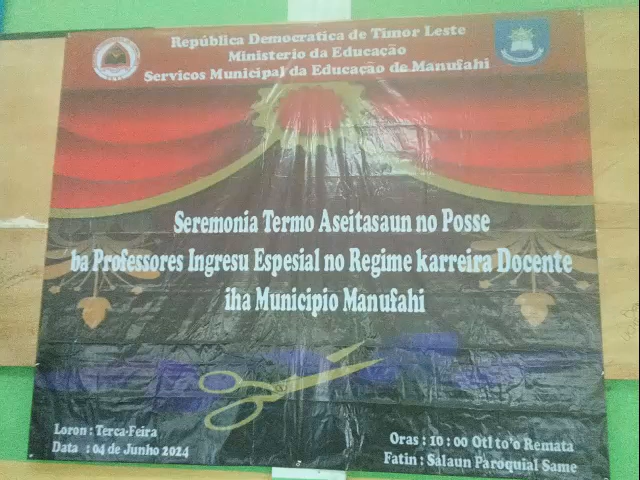 República Democratica de Timor Leste
Ministerio da Educação
Servicos Municipal da Educação de Manufahi
Seremonia Termo Aseitasaun no Posse
ba Professores Ingresu Espesial no Regime karreira Docente
iha Municipio Manufahi
Loron : Terca-Feira
Data : 04 de Junho 2024
Oras : 10 : 00 Otl to'o Remata
Fatin : Salaun Paroquial Same